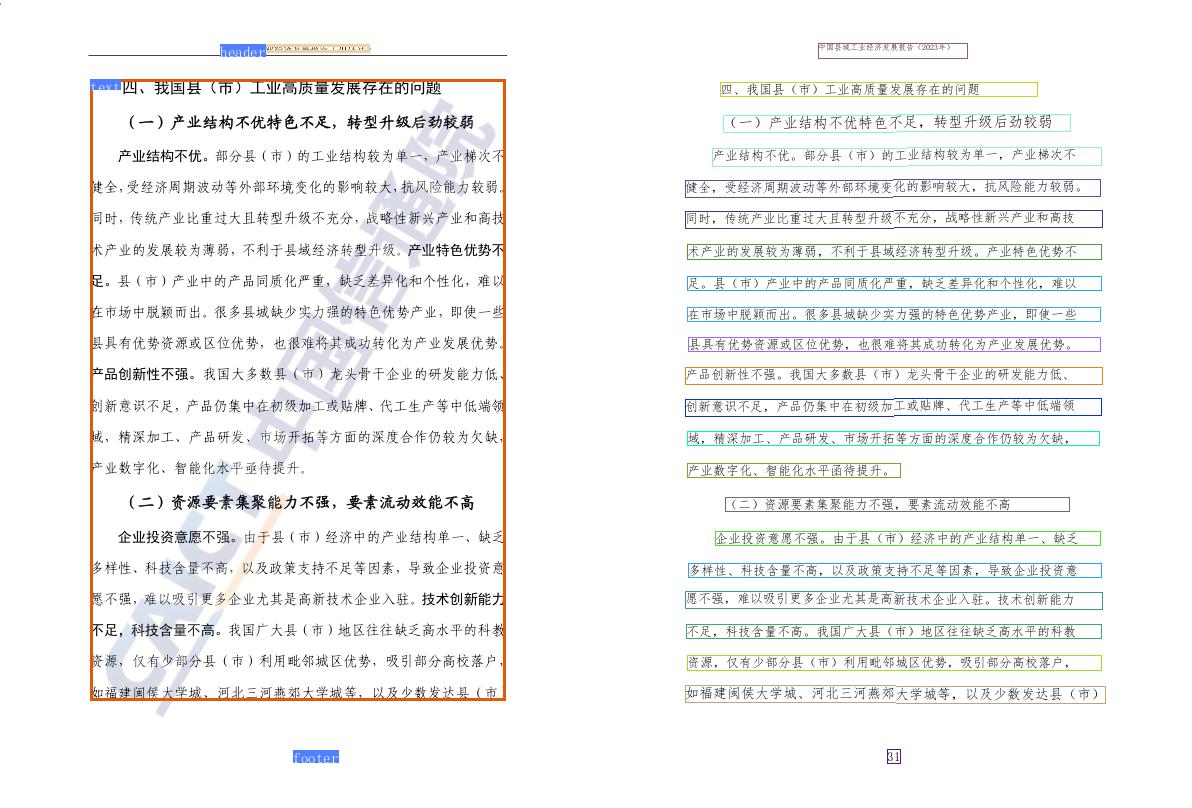 header
text
四、我国县（市）工业高质量发展存在的问题
（一）产业结构不优特色不足，转型升级后劲较弱
产业结构不优。部分县（市）的工业结构较为单一，产业梯次不
健全，受经济周期波动等外部环境变化的影响较大，抗风险能力较弱。
同时，传统产业比重过大且转型升级不充分，战略性新兴产业和高技
术产业的发展较为薄弱，不利于县域经济转型升级。产业特色优势不
足。县（市）产业中的产品同质化严重，缺乏差异化和个性化，难以
在市场中脱颖而出。很多县城缺少实力强的特色优势产业，即使一些
县具有优势资源或区位优势，也很难将其成功转化为产业发展优势。
产品创新性不强。我国大多数县（市）龙头骨干企业的研发能力低、
创新意识不足，产品仍集中在初级加工或贴牌、代工生产等中低端领
域，精深加工、产品研发、市场开拓等方面的深度合作仍较为欠缺，
产业数字化、智能化水平亟待提升。
（二）资源要素集聚能力不强，要素流动效能不高
企业投资意愿不强。由于县（市）经济中的产业结构单一、缺乏
多样性、科技含量不高，以及政策支持不足等因素，导致企业投资意
愿不强，难以吸引更多企业尤其是高新技术企业入驻。技术创新能力
不足，科技含量不高。我国广大县（市）地区往往缺乏高水平的科教
资源，仅有少部分县（市）利用毗邻城区优势，吸引部分高校落户，
如福建闽侯大学城、河北三河燕郊大学城等，以及少数发达县（市
CAICT 中国信通院
footer
中国县域工业经济发展报告（2023年）
四、我国县（市）工业高质量发展存在的问题
（一）产业结构不优特色不足，转型升级后劲较弱
产业结构不优。部分县（市）的工业结构较为单一，产业梯次不
健全，受经济周期波动等外部环境变化的影响较大，抗风险能力较弱。
同时，传统产业比重过大且转型升级不充分，战略性新兴产业和高技
术产业的发展较为薄弱，不利于县域经济转型升级。产业特色优势不
足。县（市）产业中的产品同质化严重，缺乏差异化和个性化，难以
在市场中脱颖而出。很多县城缺少实力强的特色优势产业，即使一些
县具有优势资源或区位优势，也很难将其成功转化为产业发展优势。
产品创新性不强。我国大多数县（市）龙头骨干企业的研发能力低、
创新意识不足，产品仍集中在初级加工或贴牌、代工生产等中低端领
域，精深加工、产品研发、市场开拓等方面的深度合作仍较为欠缺，
产业数字化、智能化水平函待提升。
（二）资源要素集聚能力不强，要素流动效能不高
企业投资意愿不强。由于县（市）经济中的产业结构单一、缺乏
多样性、科技含量不高，以及政策支持不足等因素，导致企业投资意
愿不强，难以吸引更多企业尤其是高新技术企业入驻。技术创新能力
不足，科技含量不高。我国广大县（市）地区往往缺乏高水平的科教
资源，仅有少部分县（市）利用毗邻城区优势，吸引部分高校落户，
如福建闽侯大学城、河北三河燕郊大学城等，以及少数发达县（市）
31